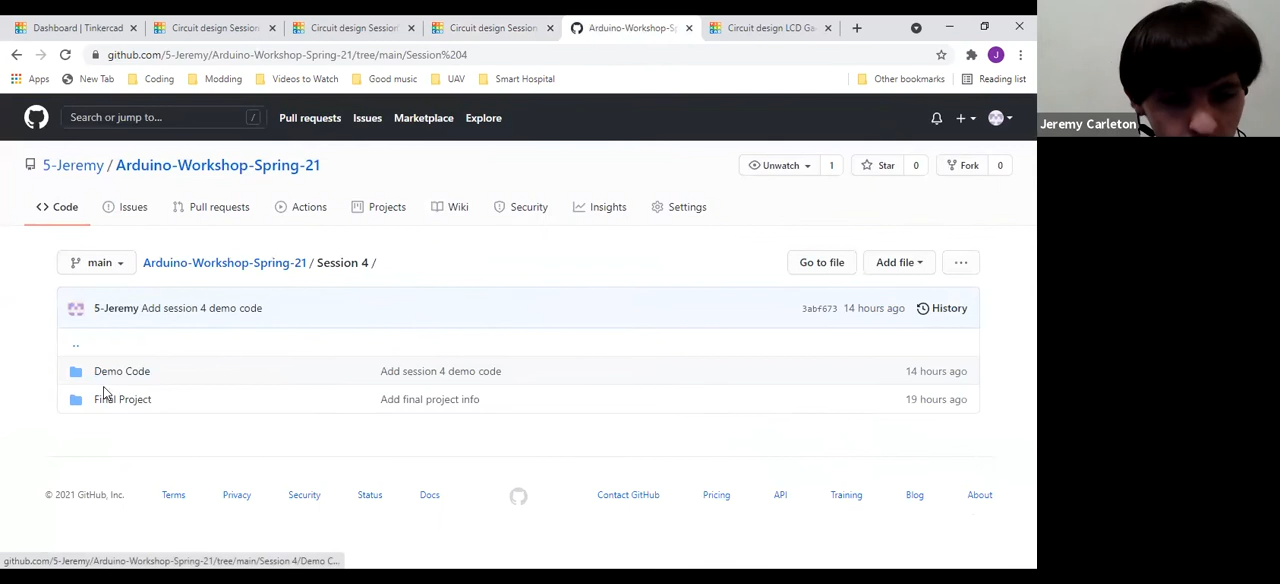 Dashboard | Tinkercad
Circuit design Session
Circuit design Session
Circuit design Session
Arduino-Workshop-Sp
Circuit design LCD Ga
github.com/5-Jeremy/Arduino-Workshop-Spring-21/tree/main/Session%204
J
Apps
New Tab
Coding
Modding
Videos to Watch
Good music
UAV
Smart Hospital
Other bookmarks
Reading list
Search or jump to...
/
Pull requests
Issues
Marketplace
Explore
Jeremy Carleton
5-Jeremy / Arduino-Workshop-Spring-21
Unwatch 1
Star 0
Fork 0
Code
Issues
Pull requests
Actions
Projects
Wiki
Security
Insights
Settings
main
Arduino-Workshop-Spring-21 / Session 4 /
Go to file
Add file
...
5-Jeremy Add session 4 demo code
3abf673 14 hours ago
History
..
Demo Code Add session 4 demo code 14 hours ago
Final Project Add final project info 19 hours ago
© 2021 GitHub, Inc.
Terms
Privacy
Security
Status
Docs
Contact GitHub
Pricing
API
Training
Blog
About
github.com/5-Jeremy/Arduino-Workshop-Spring-21/tree/main/Session 4/Demo C...